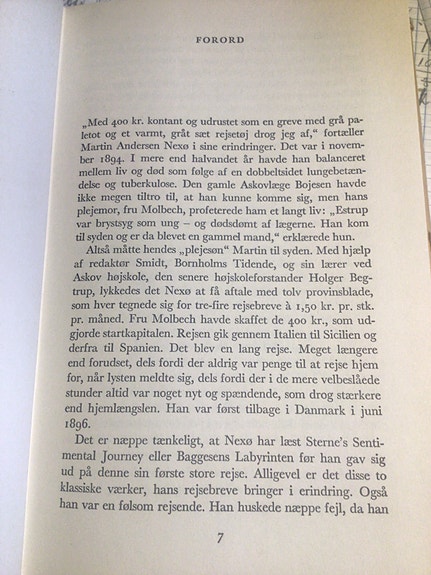 FORORD
„Med 400 kr. kontant og udrustet som en greve med grå pa-
letot og et varmt, gråt sæt rejsetøj drog jeg af,“ fortæller
Martin Andersen Nexø i sine erindringer. Det var i novem-
ber 1894. I mere end halvandet år havde han balanceret
mellem liv og død som følge af en dobbeltsidet lungebetæn-
delse og tuberkulose. Den gamle Askovlæge Bojesen havde
ikke megen tiltro til, at han kunne komme sig, men hans
plejemor, fru Molbech, profeterede ham et langt liv: „Estrup
var brystsyg som ung – og dødsdømt af lægerne. Han kom
til syden og er da blevet en gammel mand,“ erklærede hun.
Altså måtte hendes „plejesøn“ Martin til syden. Med hjælp
af redaktør Smidt, Bornholms Tidende, og sin lærer ved
Askov højskole, den senere højskoleforstander Holger Beg-
trup, lykkedes det Nexø at få aftale med tolv provinsblade,
som hver tegnede sig for tre-fire rejsebreve à 1,50 kr. pr. stk.
pr. måned. Fru Molbech havde skaffet de 400 kr., som ud-
gjorde startkapitalen. Rejsen gik gennem Italien til Sicilien og
derfra til Spanien. Det blev en lang rejse. Meget længere
end forudset, dels fordi der aldrig var penge til at rejse hjem
for, når lysten meldte sig, dels fordi der i de mere velbeslåede
stunder altid var noget nyt og spændende, som drog stærkere
end hjemlængslen. Han var først tilbage i Danmark i juni
1896.
Det er næppe tænkeligt, at Nexø har læst Sterne's Senti-
mental Journey eller Baggesens Labyrinten før han gav sig
ud på denne sin første store rejse. Alligevel er det disse to
klassiske værker, hans rejsebreve bringer i erindring. Også
han var en følsom rejsende. Han huskede næppe fejl, da han
7